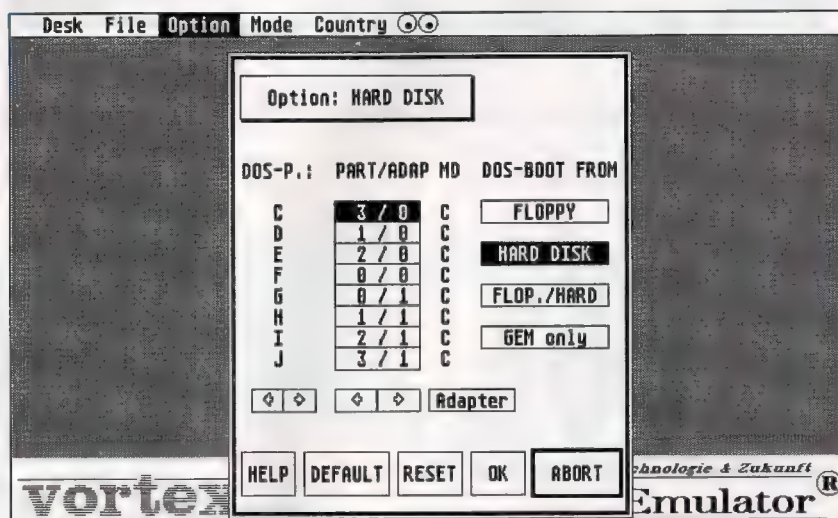 Desk File Option Mode Country
Option: HARD DISK
DOS-P.: PART/ADAP MD DOS-BOOT FROM
C 3 / 0 C FLOPPY
D 1 / 0 C
E 2 / 0 C HARD DISK
F 0 / 0 C
G 0 / 1 C FLOP./HARD
H 1 / 1 C
I 2 / 1 C GEM only
J 3 / 1 C
Adapter
HELP DEFAULT RESET OK ABORT
& Zukunft
vortex Emulator®